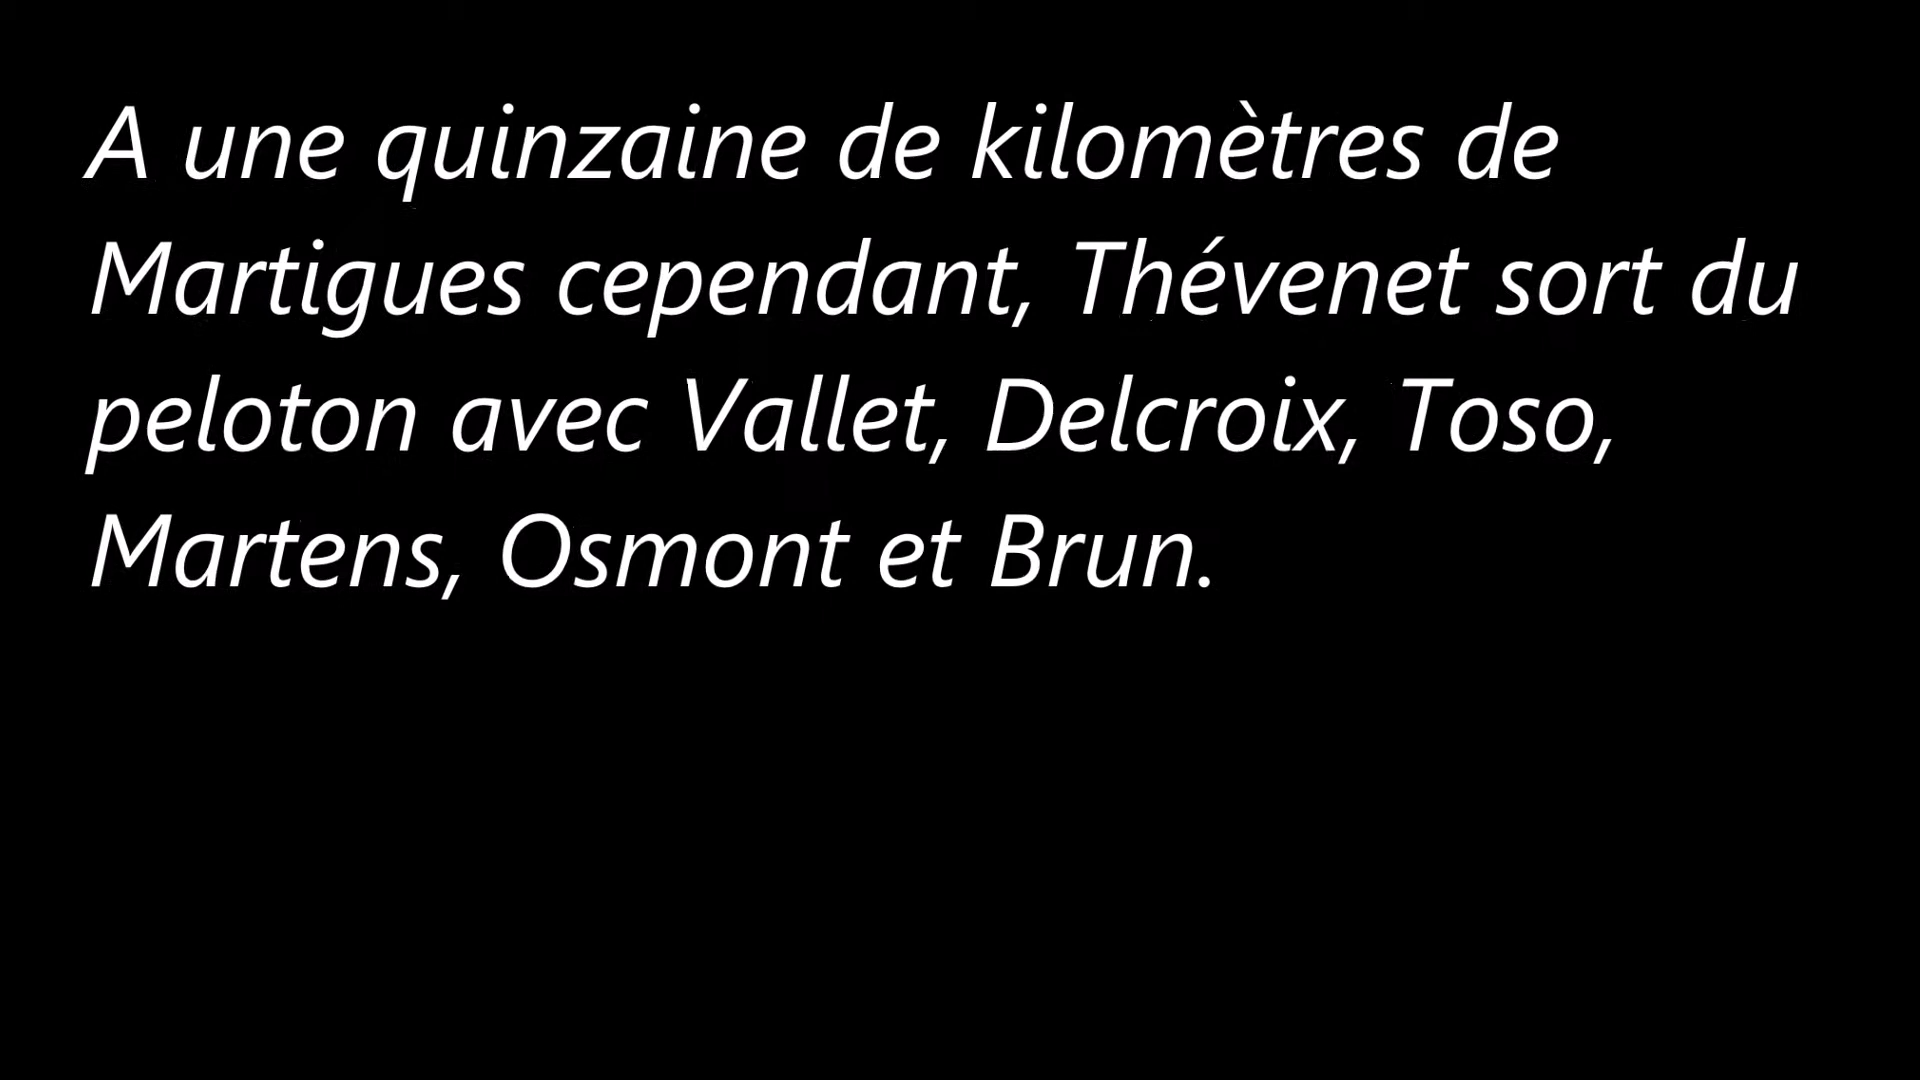 A une quinzaine de kilomètres de
Martigues cependant, Thévenet sort du
peloton avec Vallet, Delcroix, Toso,
Martens, Osmont et Brun.